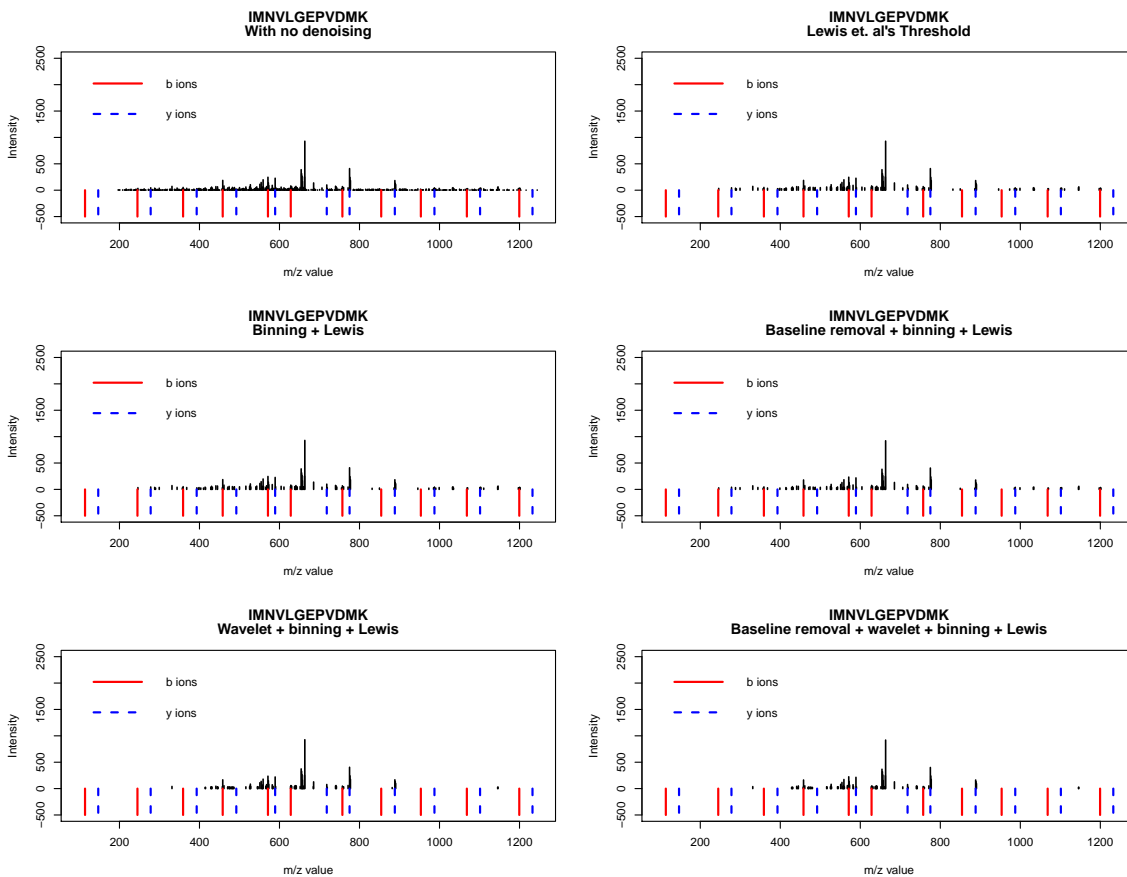 IMNVLGEPVDMK
With no denoising
Intensity
2500
1500
500
0
−500
b ions
y ions
200 400 600 800 1000 1200
m/z value
IMNVLGEPVDMK
Lewis et. al's Threshold
Intensity
2500
1500
500
0
−500
b ions
y ions
200 400 600 800 1000 1200
m/z value
IMNVLGEPVDMK
Binning + Lewis
Intensity
2500
1500
500
0
−500
b ions
y ions
200 400 600 800 1000 1200
m/z value
IMNVLGEPVDMK
Baseline removal + binning + Lewis
Intensity
2500
1500
500
0
−500
b ions
y ions
200 400 600 800 1000 1200
m/z value
IMNVLGEPVDMK
Wavelet + binning + Lewis
Intensity
2500
1500
500
0
−500
b ions
y ions
200 400 600 800 1000 1200
m/z value
IMNVLGEPVDMK
Baseline removal + wavelet + binning + Lewis
Intensity
2500
1500
500
0
−500
b ions
y ions
200 400 600 800 1000 1200
m/z value